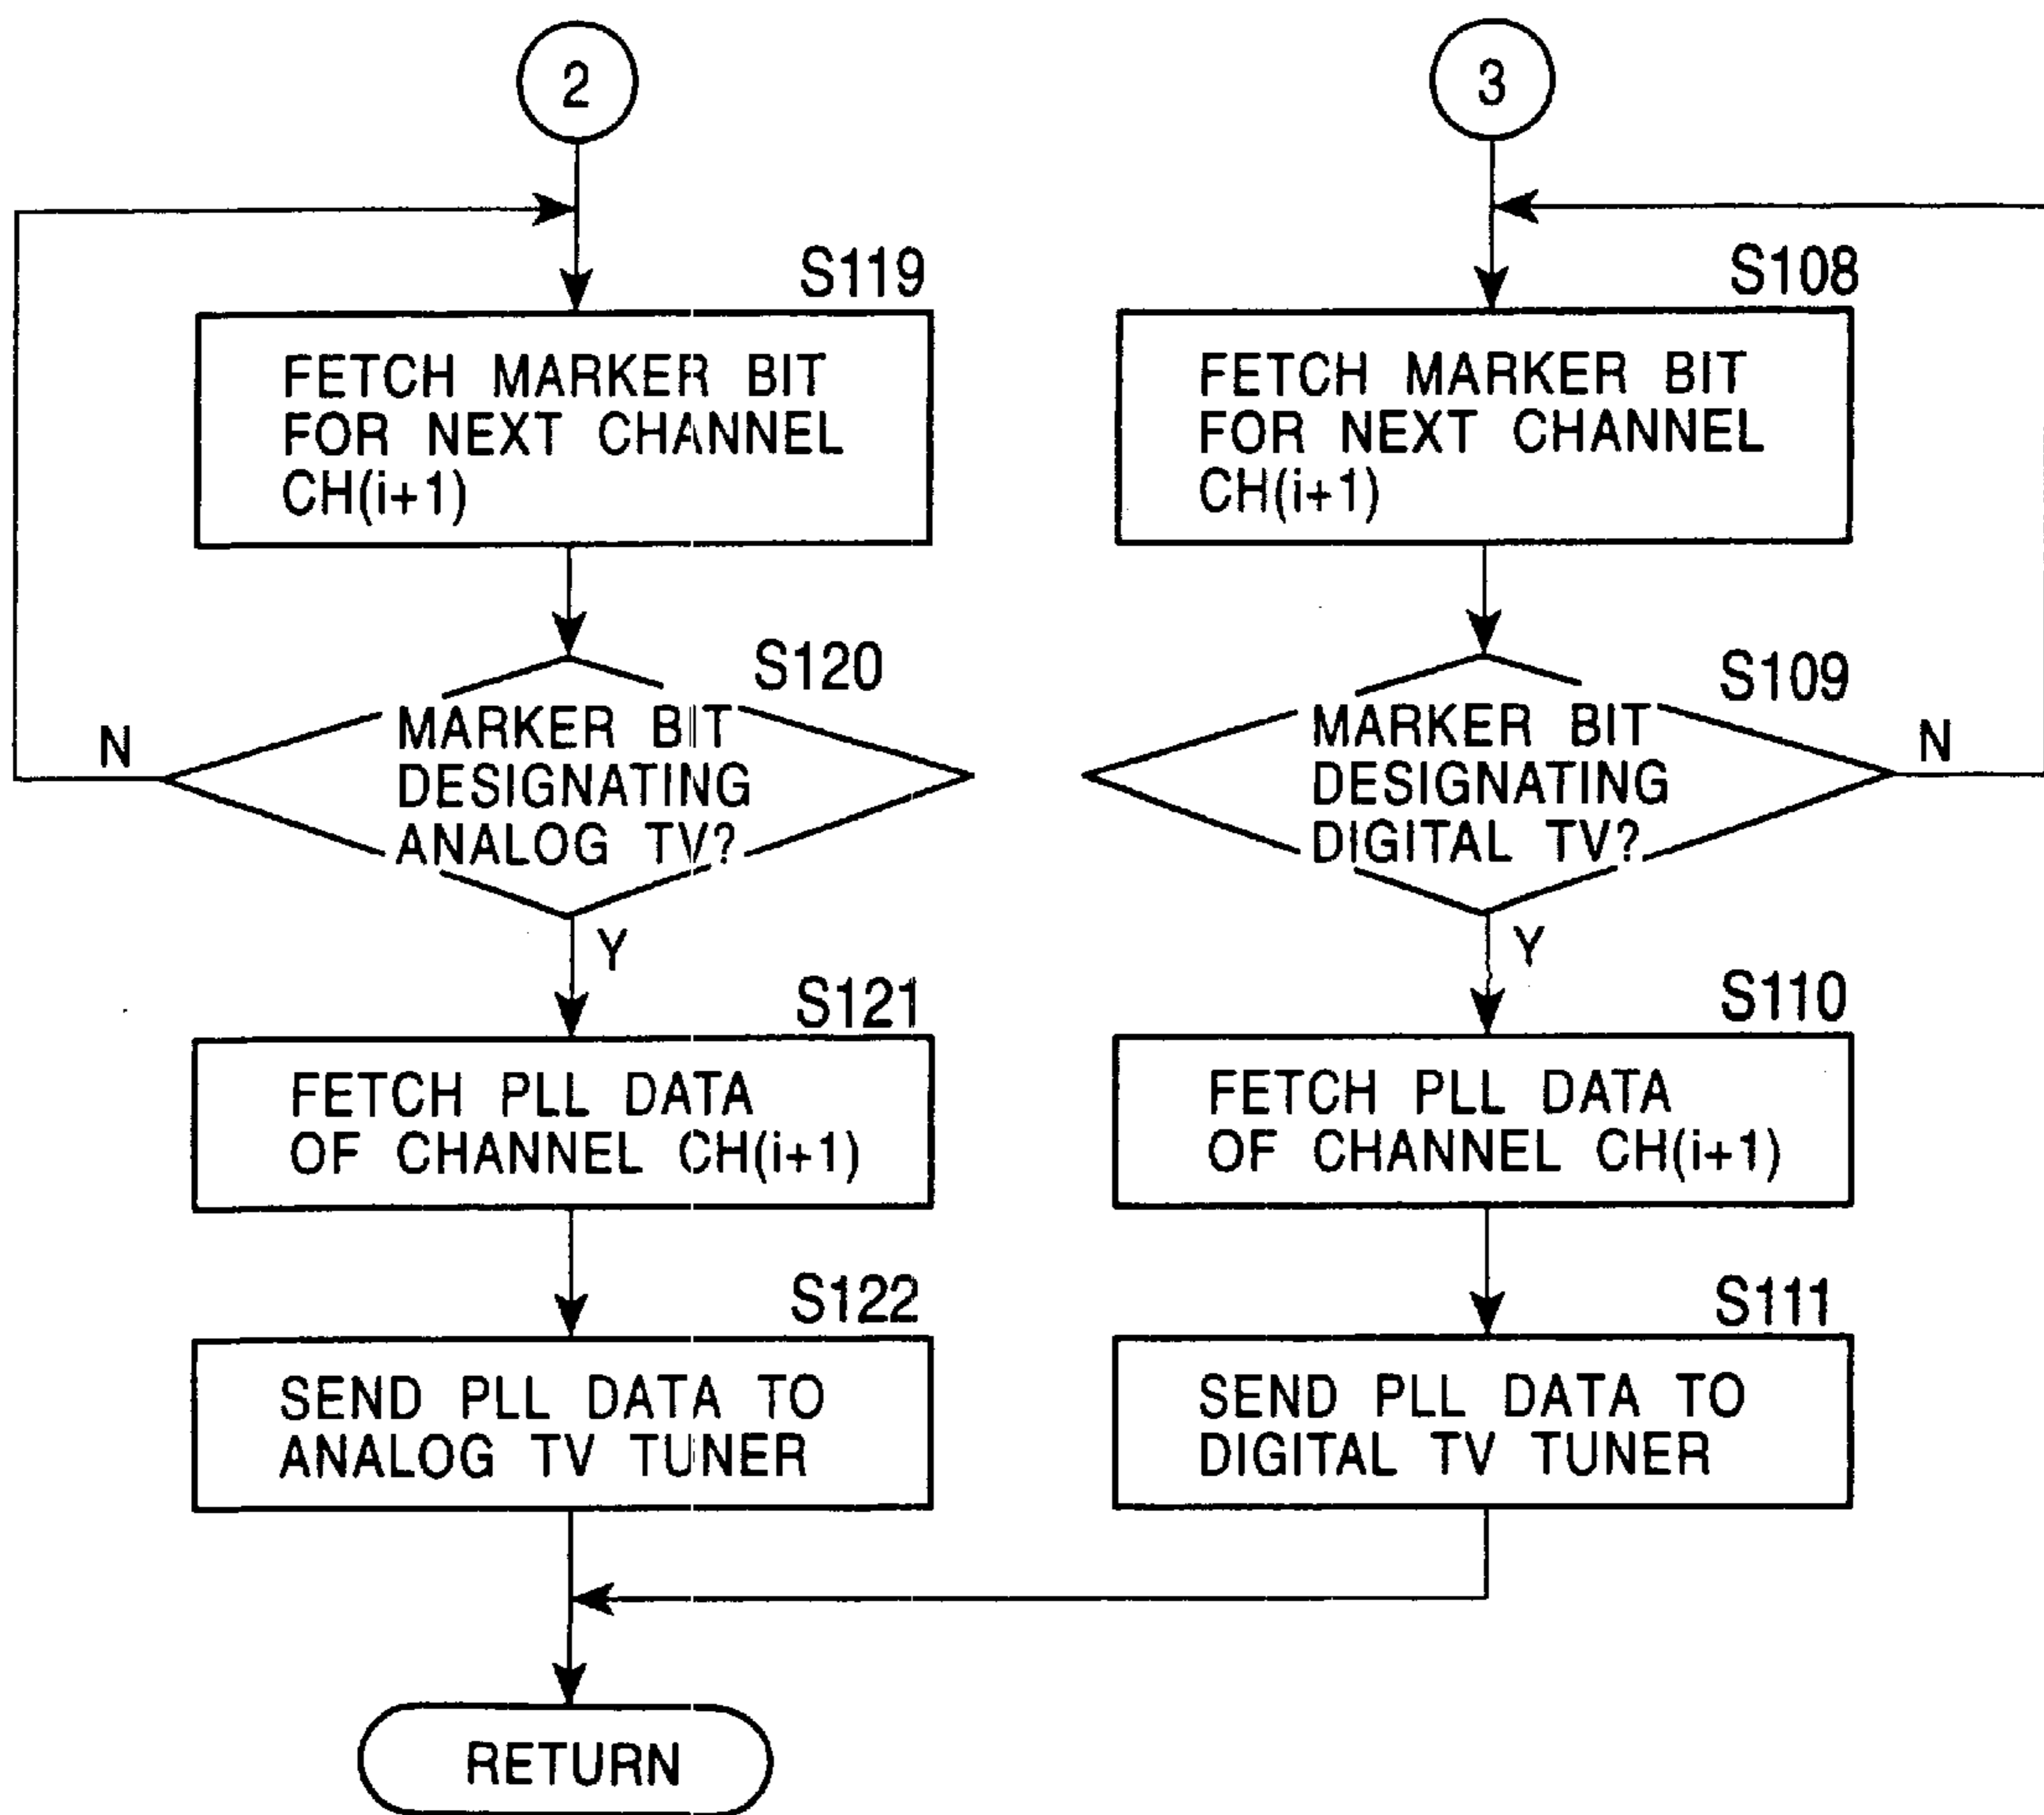 2
S119
FETCH MARKER BIT
FOR NEXT CHANNEL
CH(i+1)
S120
MARKER BIT
DESIGNATING
ANALOG TV?
N
Y
S121
FETCH PLL DATA
OF CHANNEL CH(i+1)
S122
SEND PLL DATA TO
ANALOG TV TUNER
RETURN
3
S108
FETCH MARKER BIT
FOR NEXT CHANNEL
CH(i+1)
S109
MARKER BIT
DESIGNATING
DIGITAL TV?
N
Y
S110
FETCH PLL DATA
OF CHANNEL CH(i+1)
S111
SEND PLL DATA TO
DIGITAL TV TUNER